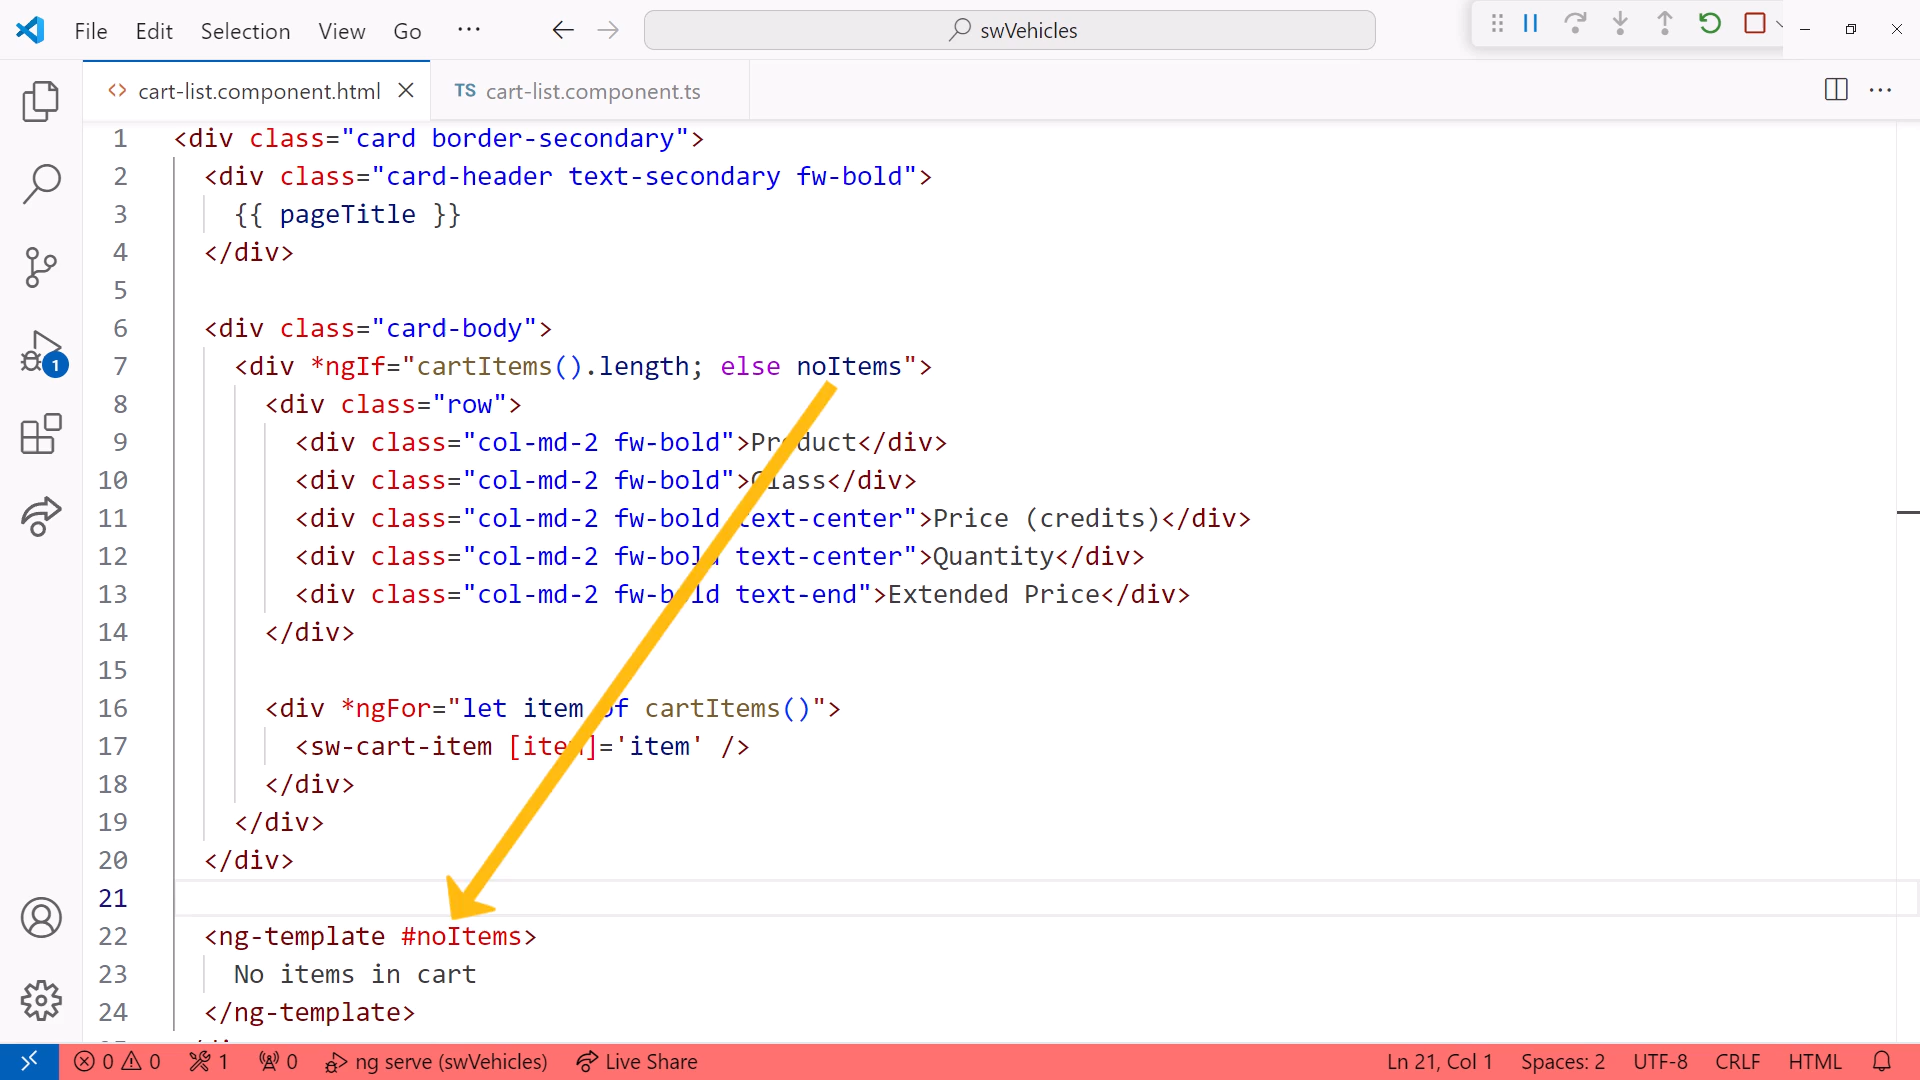 File Edit Selection View Go ··· swVehicles
cart-list.component.html TS cart-list.component.ts
1 <div class="card border-secondary">
2 <div class="card-header text-secondary fw-bold">
3 {{ pageTitle }}
4 </div>
5
6 <div class="card-body">
7 <div *ngIf="cartItems().length; else noItems">
8 <div class="row">
9 <div class="col-md-2 fw-bold">Product</div>
10 <div class="col-md-2 fw-bold">Class</div>
11 <div class="col-md-2 fw-bold text-center">Price (credits)</div>
12 <div class="col-md-2 fw-bold text-center">Quantity</div>
13 <div class="col-md-2 fw-bold text-end">Extended Price</div>
14 </div>
15
16 <div *ngFor="let item of cartItems()">
17 <sw-cart-item [item]='item' />
18 </div>
19 </div>
20 </div>
21
22 <ng-template #noItems>
23 No items in cart
24 </ng-template>
1
0 0 1 0 ng serve (swVehicles) Live Share Ln 21, Col 1 Spaces: 2 UTF-8 CRLF HTML